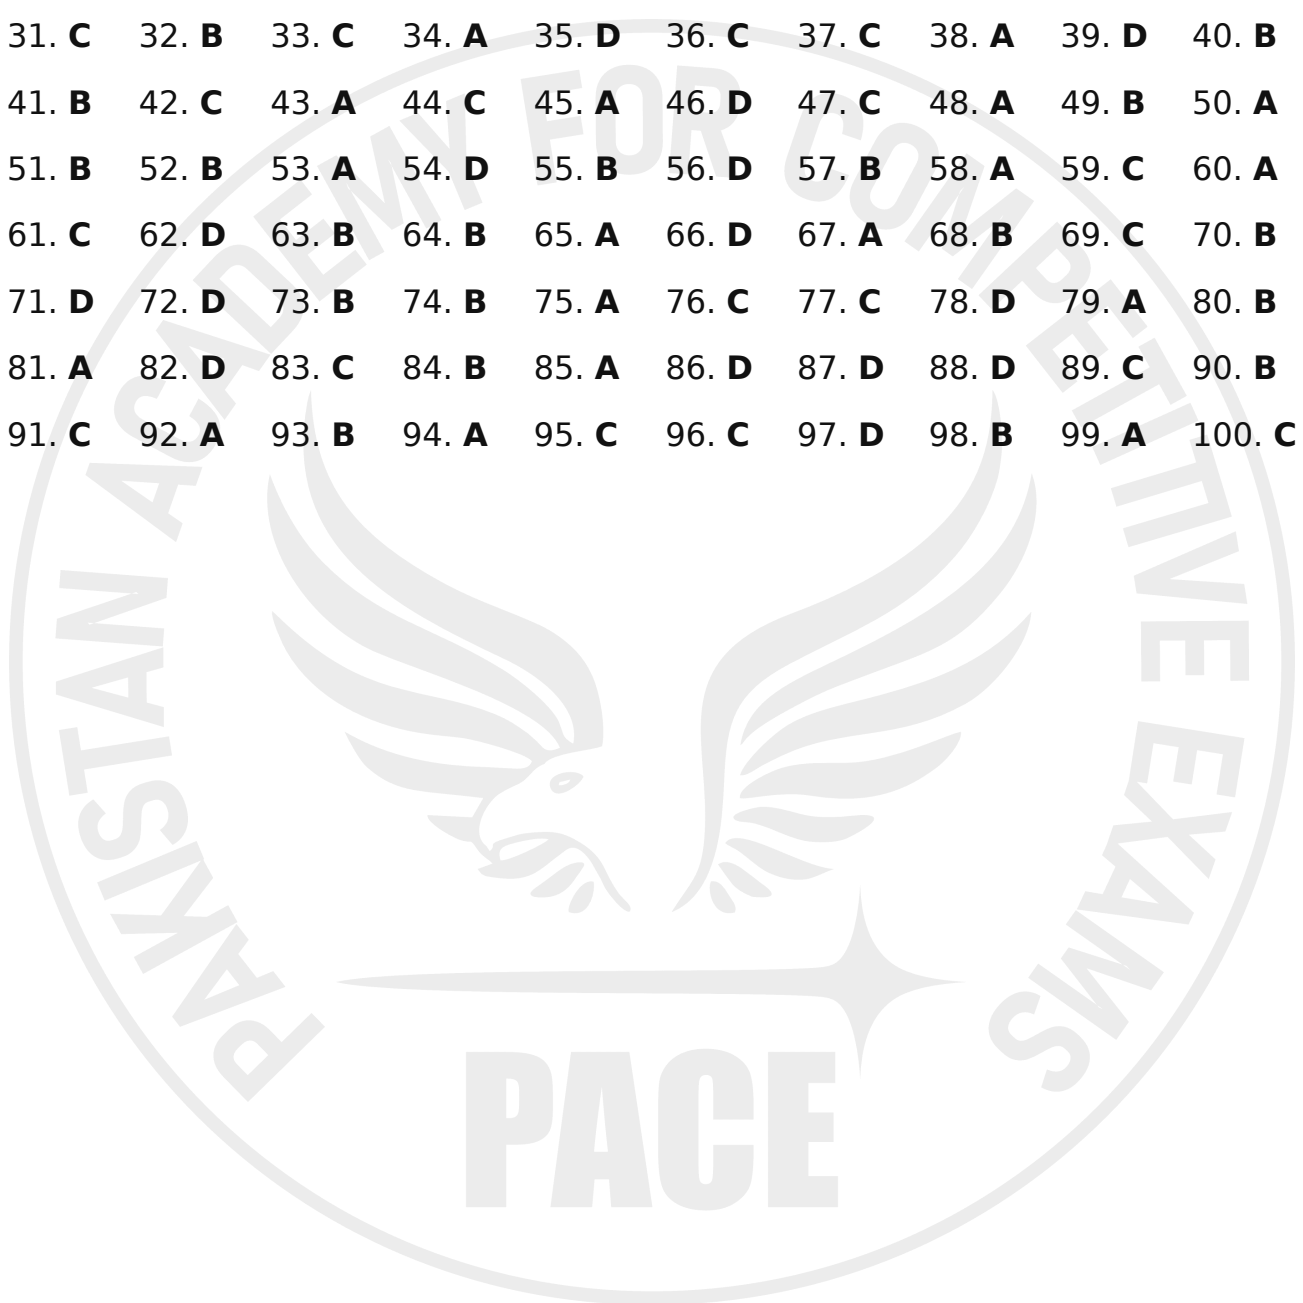 31. C 32. B 33. C 34. A 35. D 36. C 37. C 38. A 39. D 40. B
41. B 42. C 43. A 44. C 45. A 46. D 47. C 48. A 49. B 50. A
51. B 52. B 53. A 54. D 55. B 56. D 57. B 58. A 59. C 60. A
61. C 62. D 63. B 64. B 65. A 66. D 67. A 68. B 69. C 70. B
71. D 72. D 73. B 74. B 75. A 76. C 77. C 78. D 79. A 80. B
81. A 82. D 83. C 84. B 85. A 86. D 87. D 88. D 89. C 90. B
91. C 92. A 93. B 94. A 95. C 96. C 97. D 98. B 99. A 100. C
PAKISTAN ACADEMY FOR COMPETITIVE EXAMS
PACE